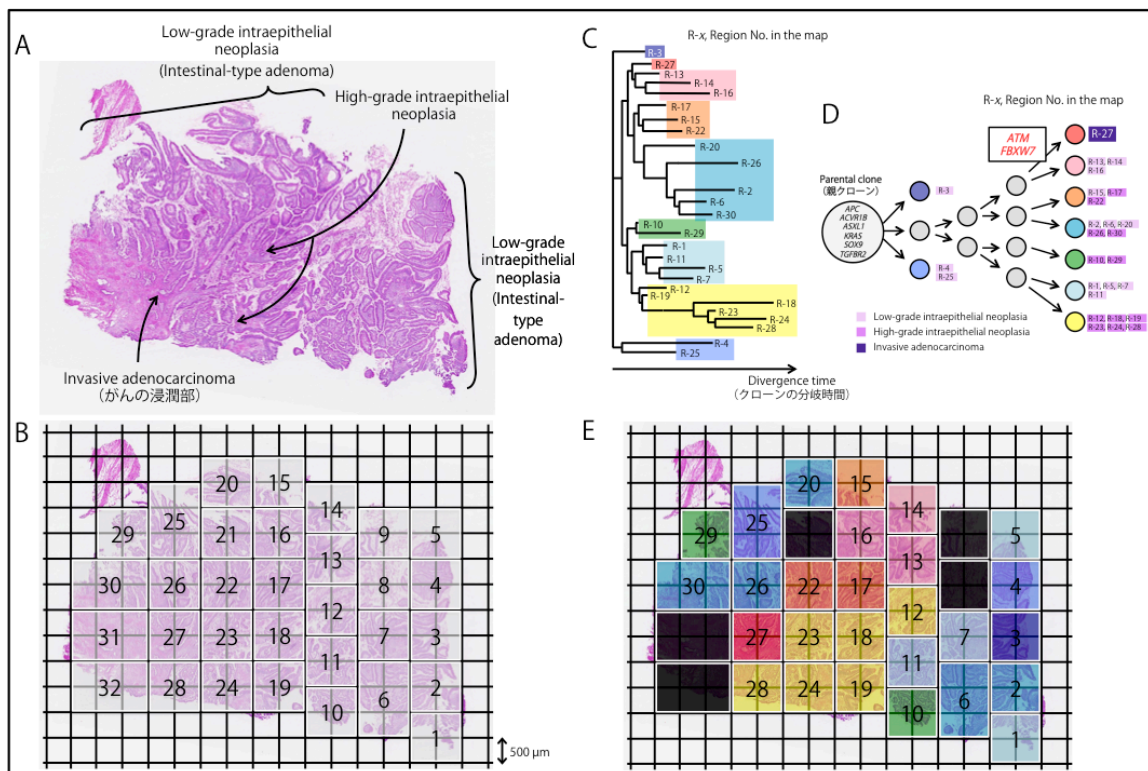 A
Low-grade intraepithelial
neoplasia
(Intestinal-type adenoma)
High-grade intraepithelial
neoplasia
Low-grade
intraepithelial
neoplasia
(Intestinal-
type
adenoma)
Invasive adenocarcinoma
(がんの浸潤部)
B
20 15
25 14
29 21 16 9 5
13
30 26 22 17 8 4
12
31 27 23 18 7 3
11
32 28 24 19 6 2
10
1
500 μm
C
R-x, Region No. in the map
R-3
R-27
R-13
R-14
R-16
R-17
R-15
R-22
R-20
R-26
R-2
R-6
R-30
R-10
R-29
R-1
R-11
R-5
R-7
R-12
R-19
R-18
R-23
R-24
R-28
R-4
R-25
Divergence time
(クローンの分岐時間)
D
R-x, Region No. in the map
ATM
FBXW7
R-27
Parental clone
(親クローン)
APC
ACVR1B
ASXL1
KRAS
SOX9
TGFBR2
R-3
R-4
R-25
R-13, R-14
R-16
R-15, R-17
R-22
R-2, R-6, R-20
R-26, R-30
R-10, R-29
R-1, R-5, R-7
R-11
R-12, R-18, R-19
R-23, R-24, R-28
Low-grade intraepithelial neoplasia
High-grade intraepithelial neoplasia
Invasive adenocarcinoma
E
20 15
25 14
29 16 5
13
30 26 22 17 4
12
27 23 18 7 3
11
28 24 19 6 2
10
1